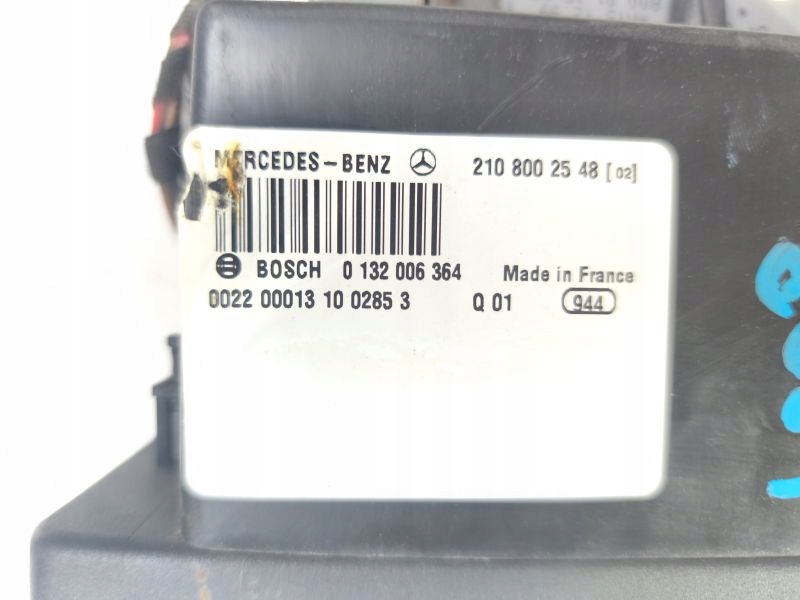 MERCEDES-BENZ 210 800 25 48 [02]
BOSCH 0 132 006 364 Made in France
0022 00013 10 0285 3 Q 01 944